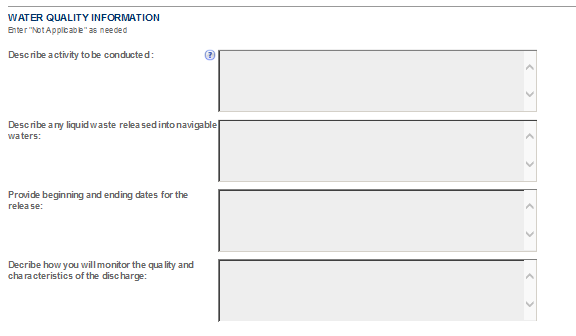 WATER QUALITY INFORMATION
Enter "Not Applicable" as needed
Describe activity to be conducted:
?
Describe any liquid waste released into navigable
waters:
Provide beginning and ending dates for the
release:
Decribe how you will monitor the quality and
characteristics of the discharge: